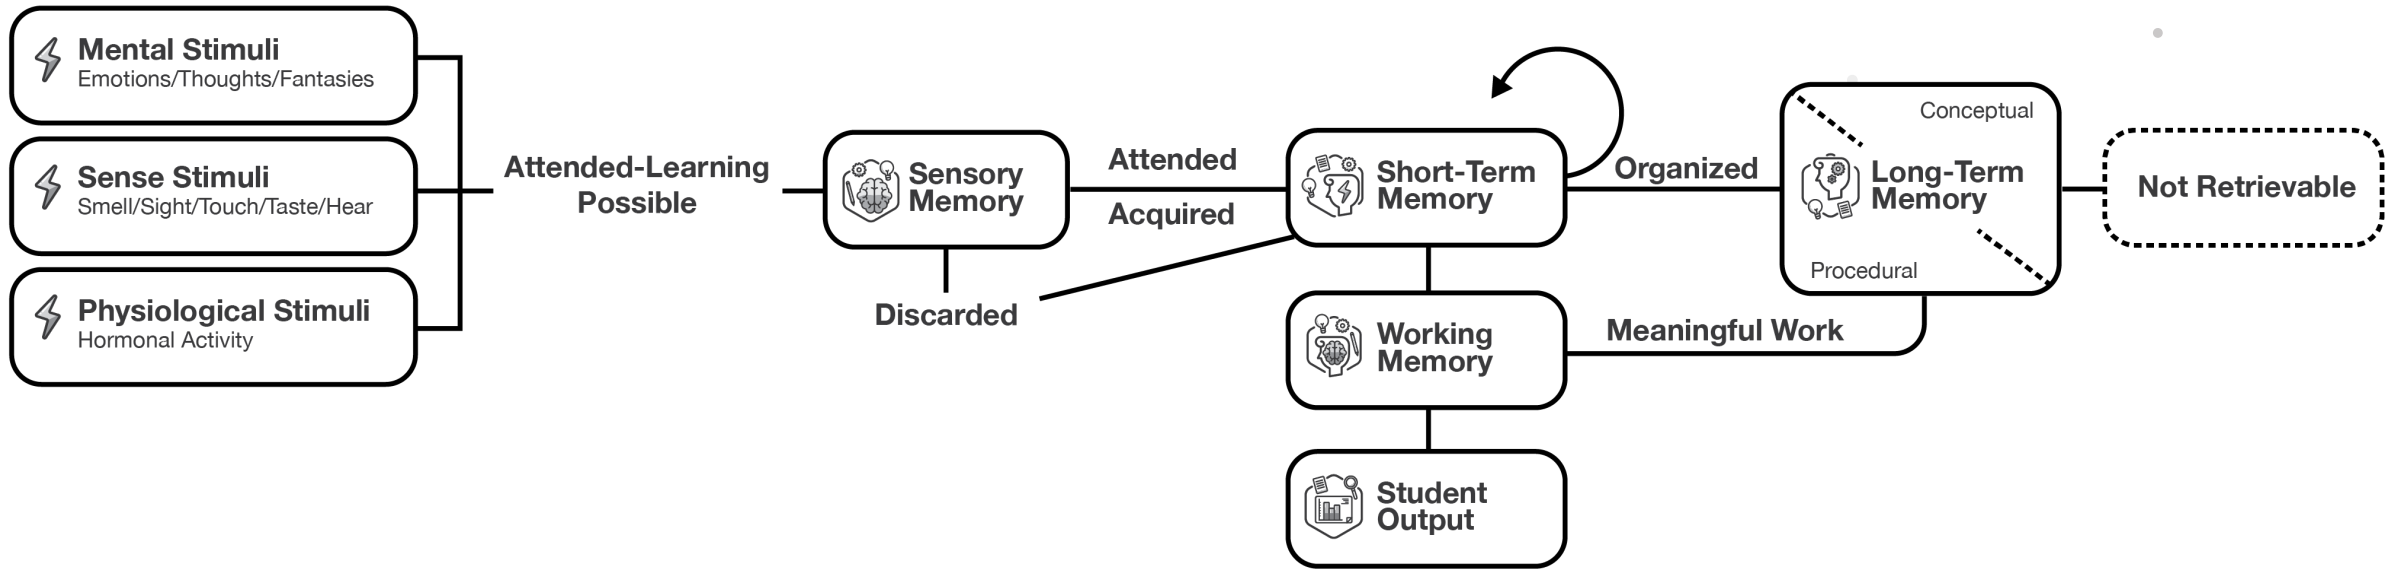 Mental Stimuli
Emotions/Thoughts/Fantasies
Sense Stimuli
Smell/Sight/Touch/Taste/Hear
Physiological Stimuli
Hormonal Activity
Attended-Learning
Possible
Sensory
Memory
Discarded
Attended
Acquired
Short-Term
Memory
Working
Memory
Student
Output
Organized
Meaningful Work
Conceptual
Long-Term
Memory
Procedural
Not Retrievable